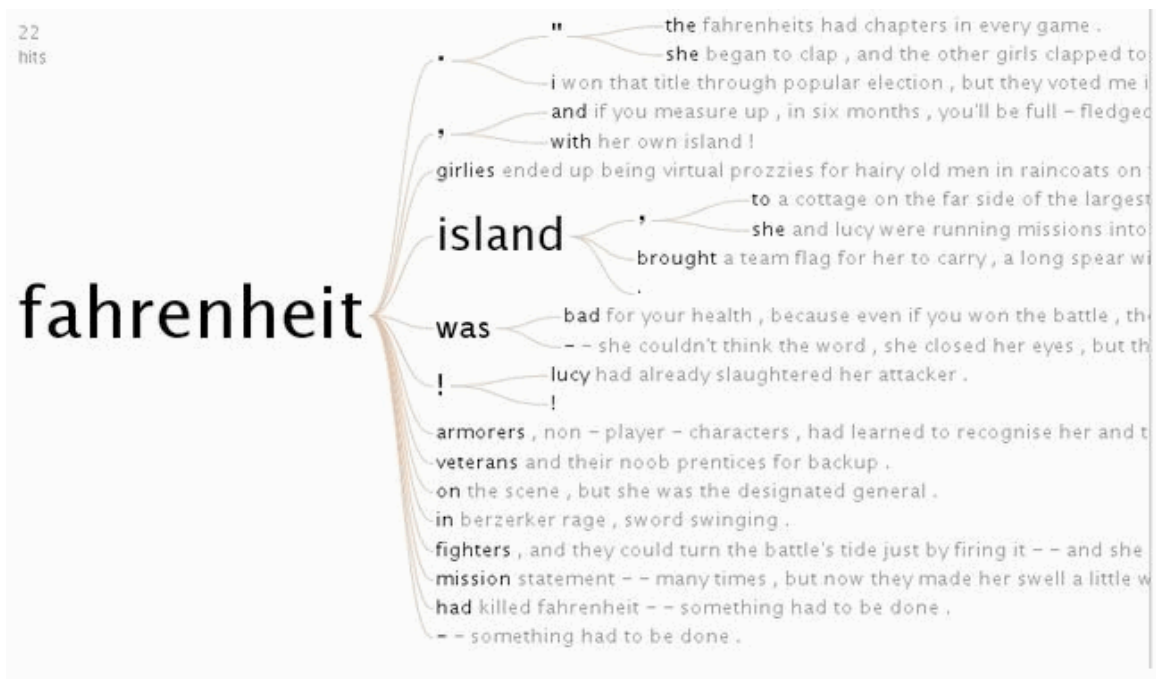 22
hits
" the fahrenheits had chapters in every game .
. she began to clap , and the other girls clapped to
i won that title through popular election , but they voted me i
, and if you measure up , in six months , you'll be full - fledged
with her own island !
girlies ended up being virtual prozzies for hairy old men in raincoats on
to a cottage on the far side of the largest
island , she and lucy were running missions into
brought a team flag for her to carry , a long spear wi
.
fahrenheit
bad for your health , because even if you won the battle , th
was
- - she couldn't think the word , she closed her eyes , but th
! lucy had already slaughtered her attacker .
!
armorers , non - player - characters , had learned to recognise her and t
veterans and their noob prentices for backup .
on the scene , but she was the designated general .
in berzerker rage , sword swinging .
fighters , and they could turn the battle's tide just by firing it - - and she
mission statement - - many times , but now they made her swell a little w
had killed fahrenheit - - something had to be done .
- - something had to be done .